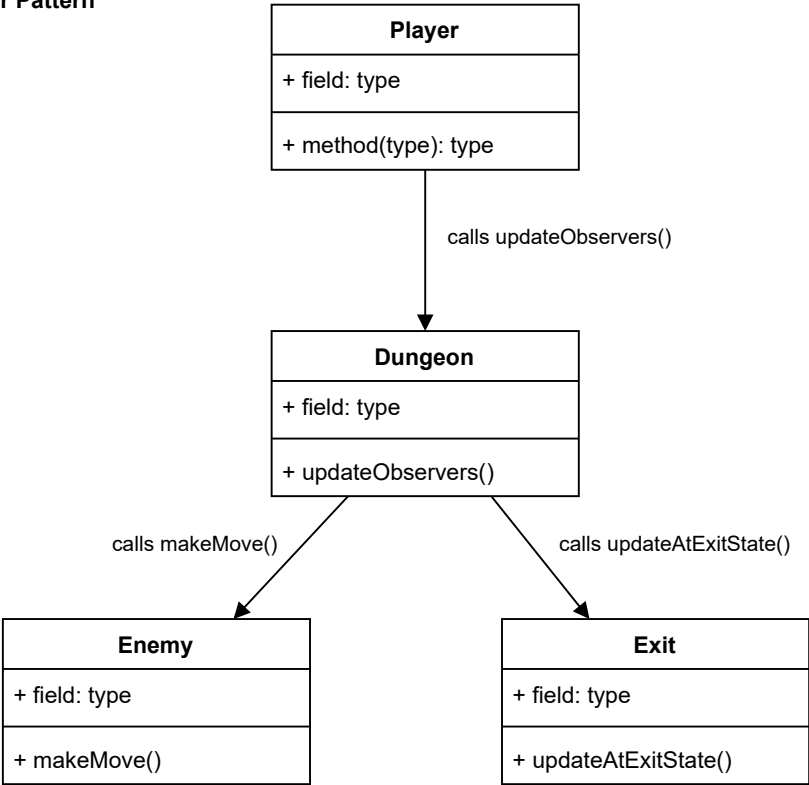 r Pattern
Player
+ field: type
+ method(type): type
calls updateObservers()
Dungeon
+ field: type
+ updateObservers()
calls makeMove()
calls updateAtExitState()
Enemy
+ field: type
+ makeMove()
Exit
+ field: type
+ updateAtExitState()